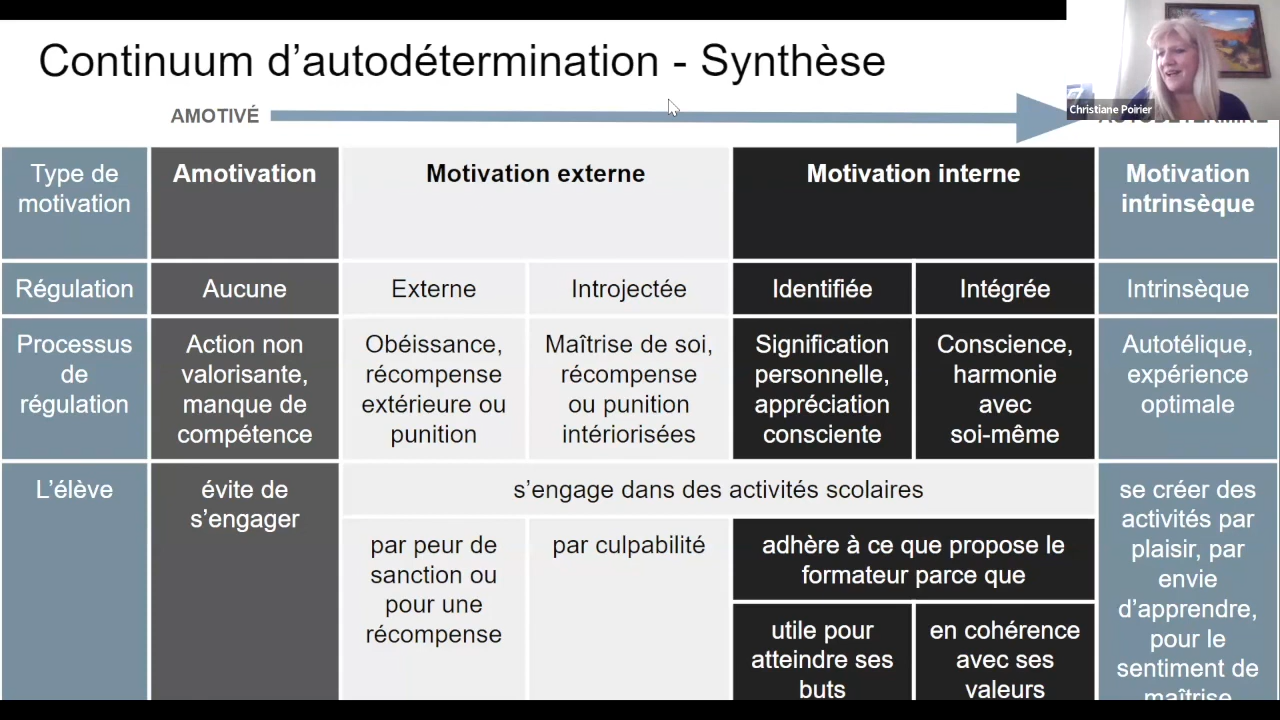 Continuum d'autodétermination - Synthèse
Christiane Poirier
AMOTIVÉ
Type de
motivation
Amotivation
Motivation externe
Motivation interne
Motivation
intrinsèque
Régulation
Aucune
Externe
Introjectée
Identifiée
Intégrée
Intrinsèque
Processus
de
régulation
Action non
valorisante,
manque de
compétence
Obéissance,
récompense
extérieure ou
punition
Maîtrise de soi,
récompense
ou punition
intériorisées
Signification
personnelle,
appréciation
consciente
Conscience,
harmonie
avec
soi-même
Autotélique,
expérience
optimale
L'élève
évite de
s'engager
s'engage dans des activités scolaires
par peur de
sanction ou
pour une
récompense
par culpabilité
adhère à ce que propose le
formateur parce que
utile pour
atteindre ses
buts
en cohérence
avec ses
valeurs
se créer des
activités par
plaisir, par
envie
d'apprendre,
pour le
sentiment de
maîtrise